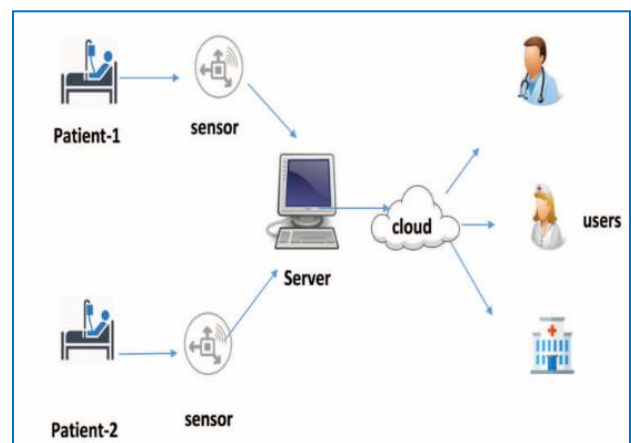 Patient-1
sensor
Server
cloud
users
Patient-2
sensor